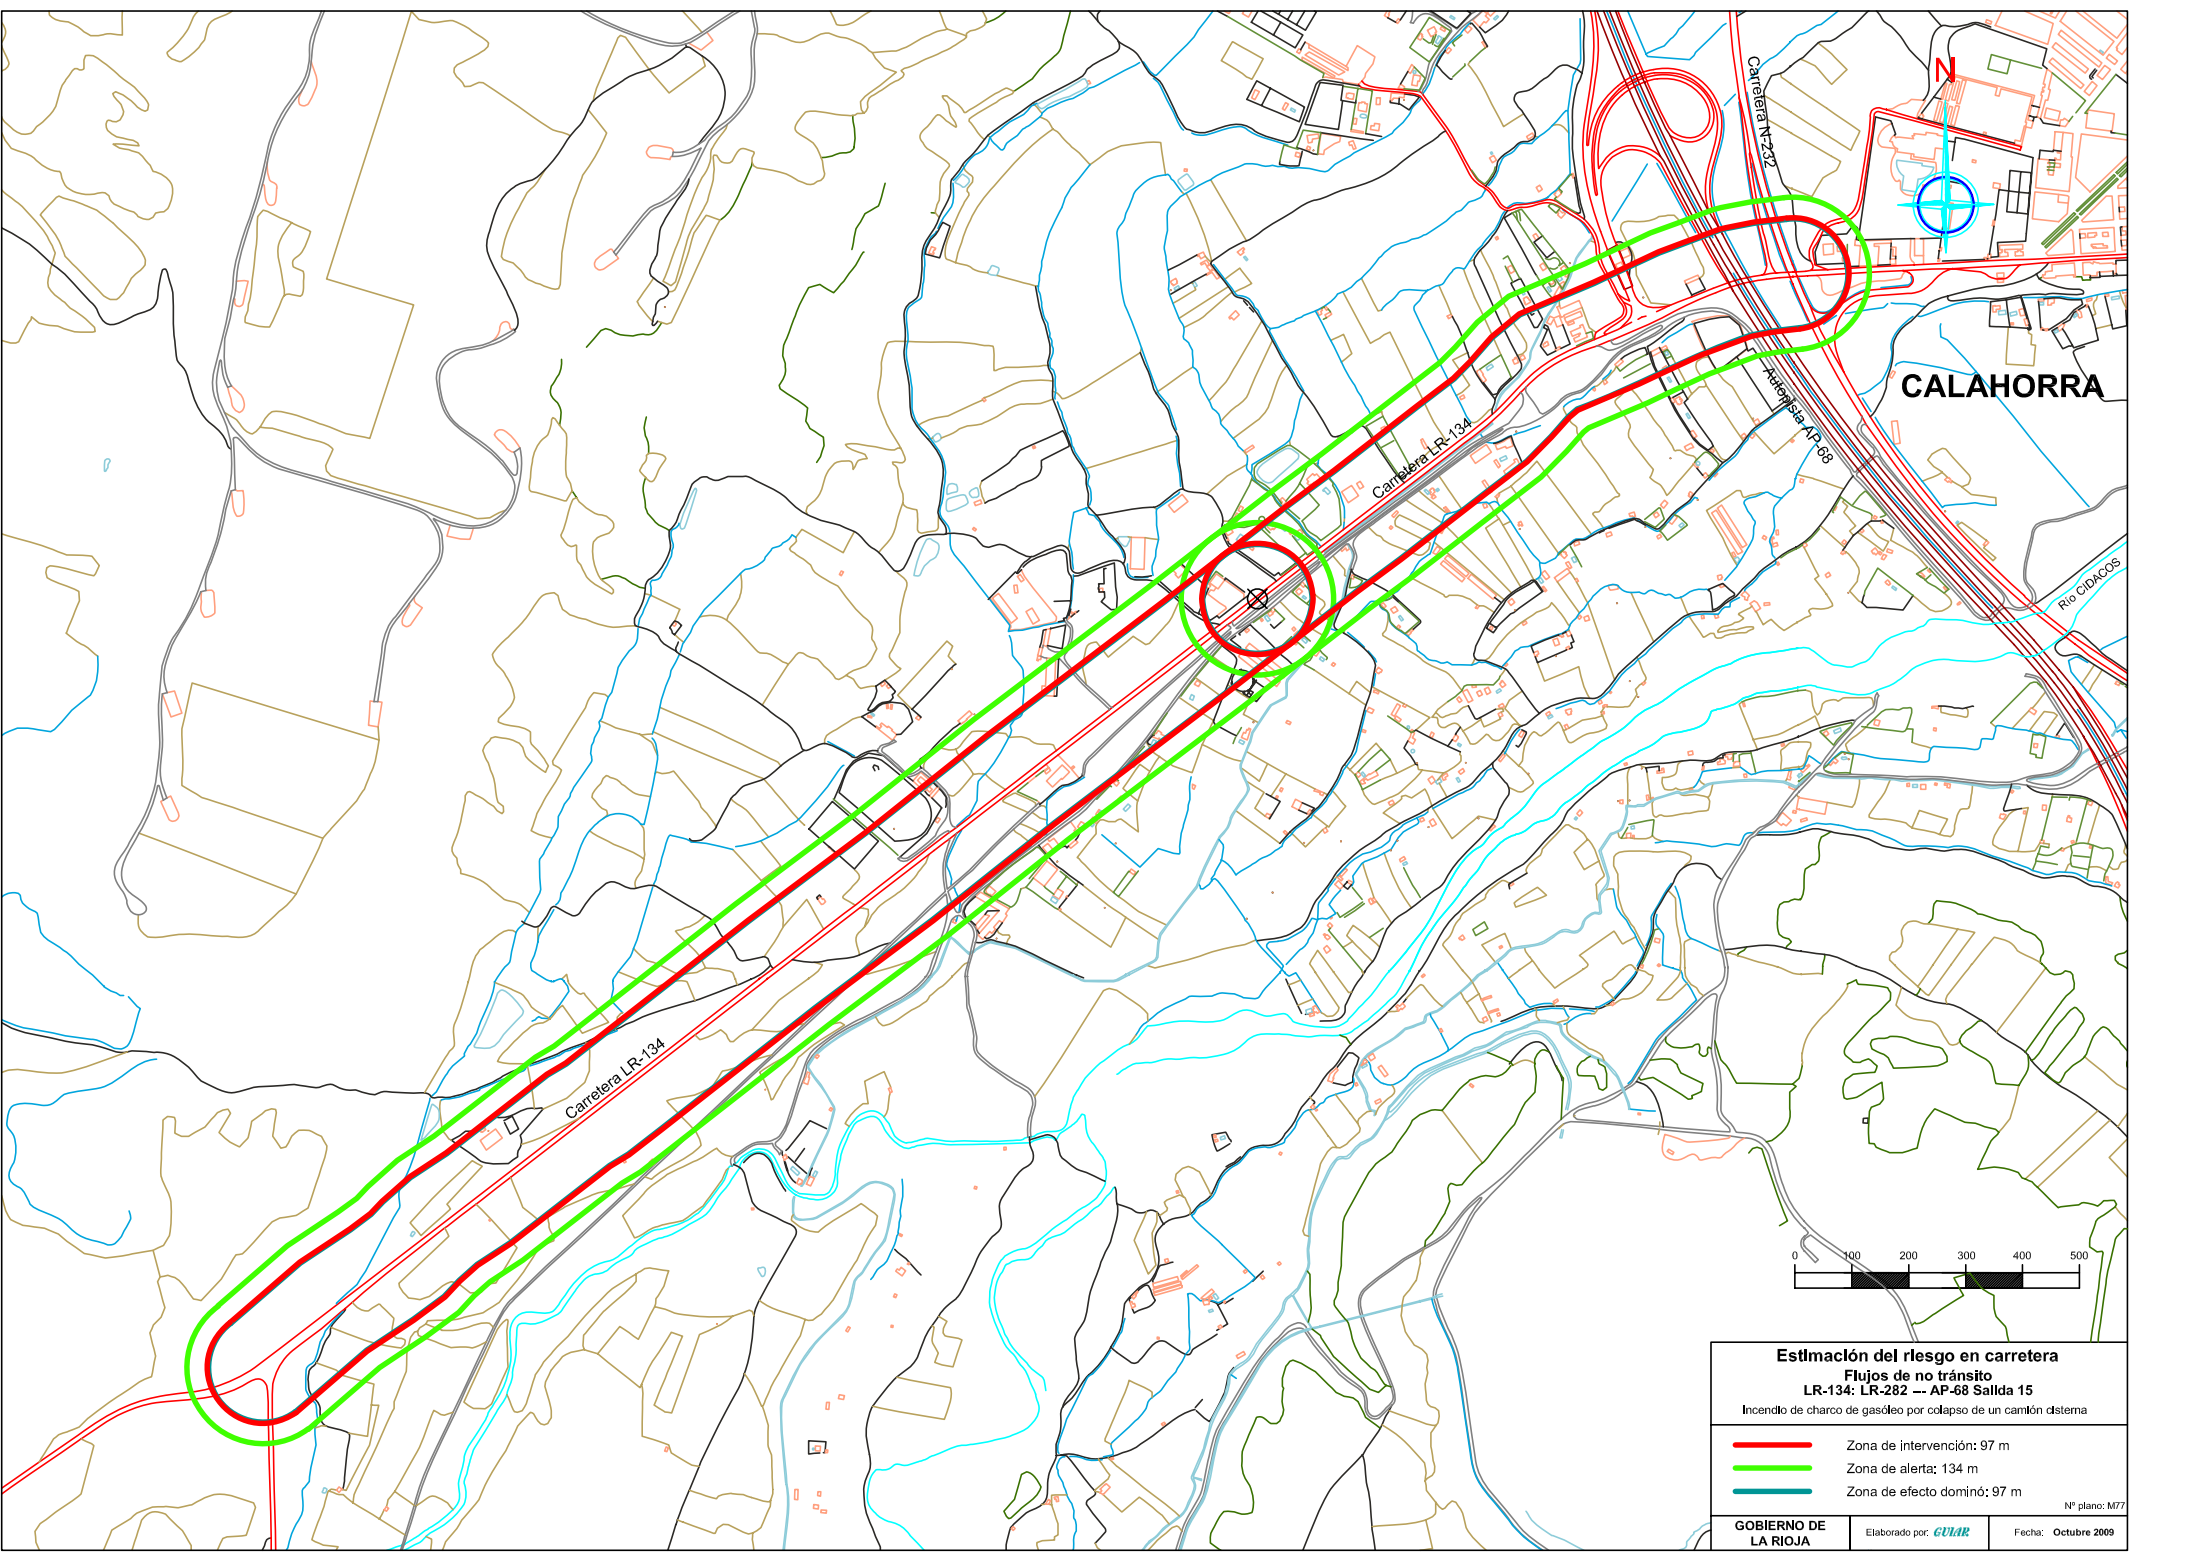 N
Carretera N-232
CALAHORRA
Autopista AP-68
Carretera LR-134
Río CIDACOS
Carretera LR-134
0 100 200 300 400 500
Estimación del riesgo en carretera
Flujos de no tránsito
LR-134: LR-282 --- AP-68 Salida 15
Incendio de charco de gasóleo por colapso de un camión cisterna
Zona de intervención: 97 m
Zona de alerta: 134 m
Zona de efecto dominó: 97 m
Nº plano: M77
GOBIERNO DE
LA RIOJA
Elaborado por: GUIAR
Fecha: Octubre 2009